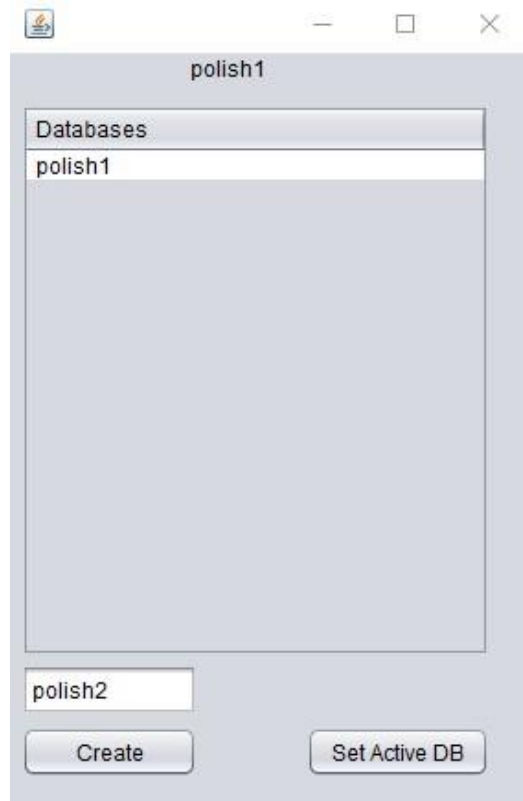 polish1
Databases
polish1
polish2
Create Set Active DB